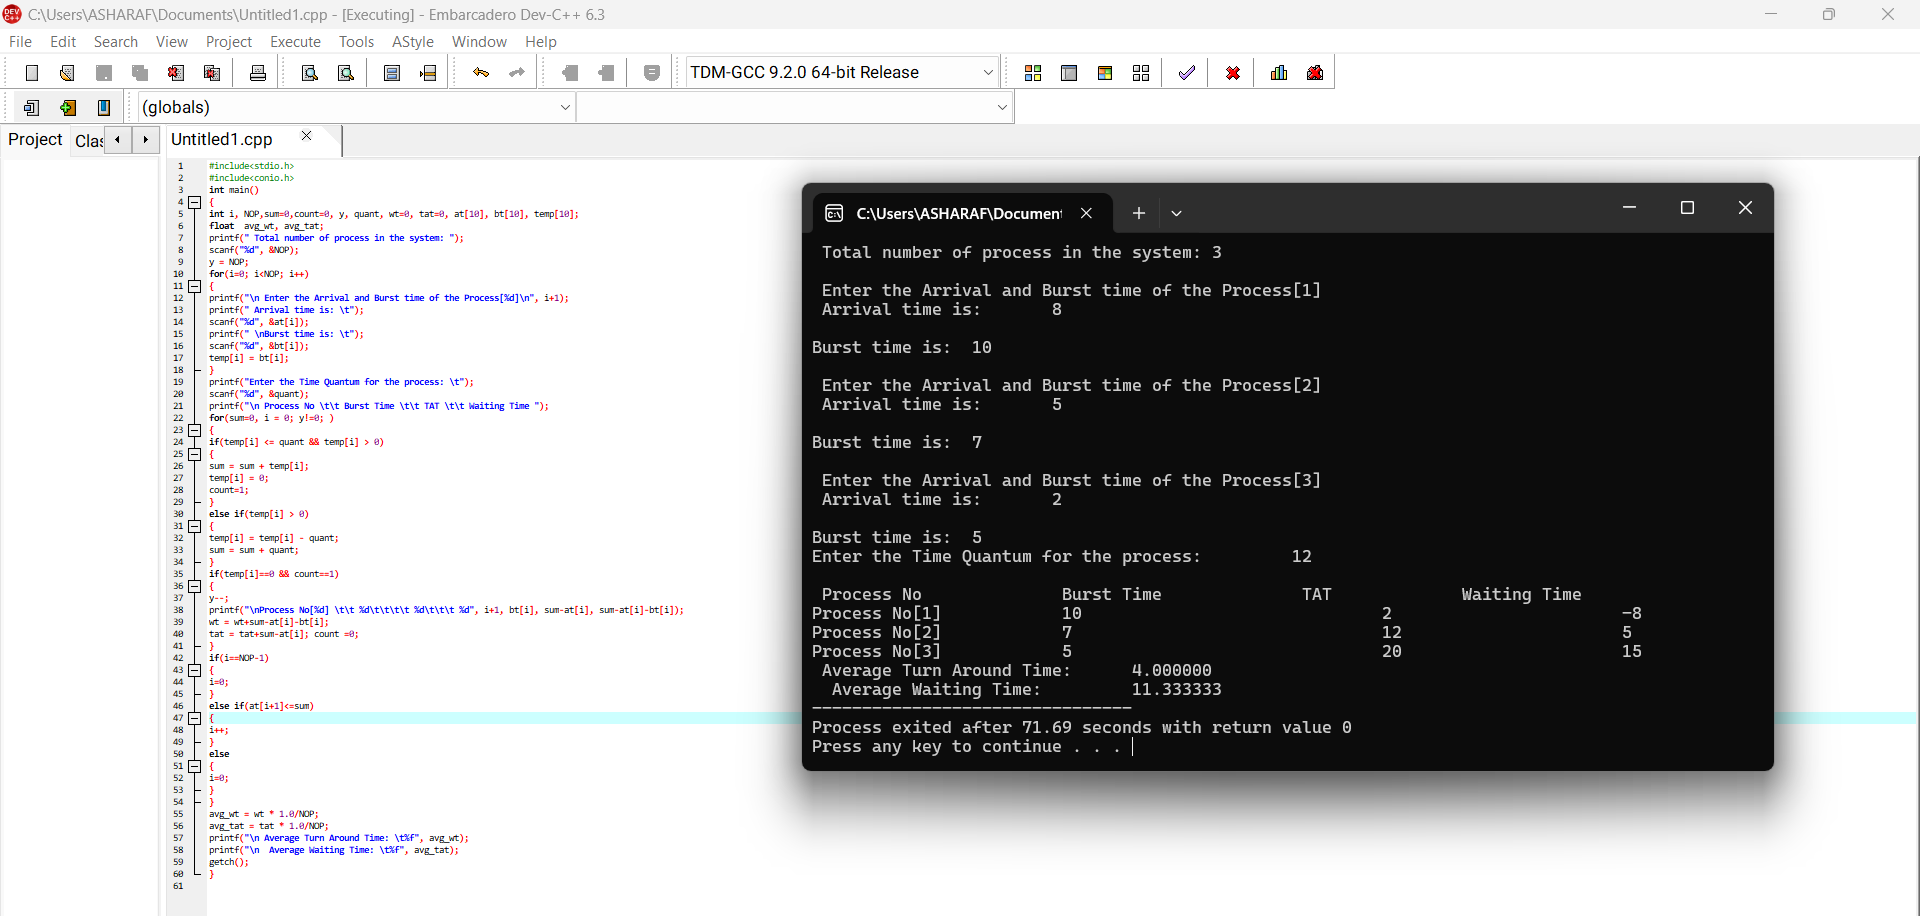 C:\Users\ASHARAF\Documents\Untitled1.cpp - [Executing] - Embarcadero Dev-C++ 6.3
File Edit Search View Project Execute Tools AStyle Window Help
TDM-GCC 9.2.0 64-bit Release
(globals)
Project Clas Untitled1.cpp
1 #include<stdio.h>
2 #include<conio.h>
3 int main()
4 {
5 int i, NOP,sum=0,count=0, y, quant, wt=0, tat=0, at[10], bt[10], temp[10];
6 float  avg_wt, avg_tat;
7 printf(" Total number of process in the system: ");
8 scanf("%d", &NOP);
9 y = NOP;
10 for(i=0; i<NOP; i++)
11 {
12 printf("\n Enter the Arrival and Burst time of the Process[%d]\n", i+1);
13 printf(" Arrival time is: \t");
14 scanf("%d", &at[i]);
15 printf(" \nBurst time is: \t");
16 scanf("%d", &bt[i]);
17 temp[i] = bt[i];
18 }
19 printf("Enter the Time Quantum for the process: \t");
20 scanf("%d", &quant);
21 printf("\n Process No \t\t Burst Time \t\t TAT \t\t Waiting Time ");
22 for(sum=0, i = 0; y!=0; )
23 {
24 if(temp[i] <= quant && temp[i] > 0)
25 {
26 sum = sum + temp[i];
27 temp[i] = 0;
28 count=1;
29 }
30 else if(temp[i] > 0)
31 {
32 temp[i] = temp[i] - quant;
33 sum = sum + quant;
34 }
35 if(temp[i]==0 && count==1)
36 {
37 y--;
38 printf("\nProcess No[%d] \t\t %d\t\t\t\t %d\t\t\t %d", i+1, bt[i], sum-at[i], sum-at[i]-bt[i]);
39 wt = wt+sum-at[i]-bt[i];
40 tat = tat+sum-at[i]; count =0;
41 }
42 if(i==NOP-1)
43 {
44 i=0;
45 }
46 else if(at[i+1]<=sum)
47 {
48 i++;
49 }
50 else
51 {
52 i=0;
53 }
54 }
55 avg_wt = wt * 1.0/NOP;
56 avg_tat = tat * 1.0/NOP;
57 printf("\n Average Turn Around Time: \t%f", avg_wt);
58 printf("\n  Average Waiting Time: \t%f", avg_tat);
59 getch();
60 }
61
C:\Users\ASHARAF\Documen
Total number of process in the system: 3
Enter the Arrival and Burst time of the Process[1]
Arrival time is: 8
Burst time is: 10
Enter the Arrival and Burst time of the Process[2]
Arrival time is: 5
Burst time is: 7
Enter the Arrival and Burst time of the Process[3]
Arrival time is: 2
Burst time is: 5
Enter the Time Quantum for the process: 12
Process No Burst Time TAT Waiting Time
Process No[1] 10 2 -8
Process No[2] 7 12 5
Process No[3] 5 20 15
Average Turn Around Time: 4.000000
Average Waiting Time: 11.333333
--------------------------------
Process exited after 71.69 seconds with return value 0
Press any key to continue . . .